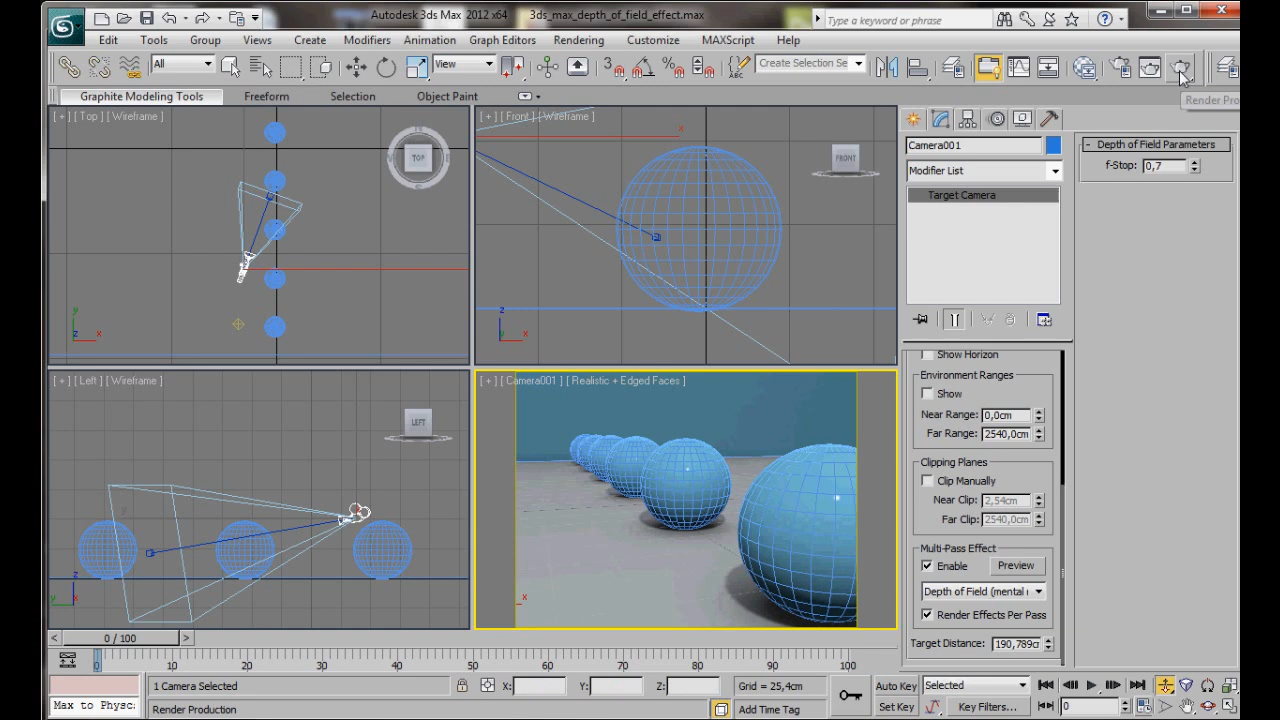 Autodesk 3ds Max 2012 x64 3ds_max_depth_of_field_effect.max
Type a keyword or phrase
Edit Tools Group Views Create Modifiers Animation Graph Editors Rendering Customize MAXScript Help
All View 3 ABC Create Selection Se
Render Pro
Graphite Modeling Tools Freeform Selection Object Paint
[ + ] [ Top ] [ Wireframe ]
TOP
y
z x
[ + ] [ Front ] [ Wireframe ]
FRONT
x
z
x
Camera001
Modifier List
Target Camera
Depth of Field Parameters
f-Stop: 0,7
[ + ] [ Left ] [ Wireframe ]
LEFT
y
z
y x
[ + ] [ Camera001 ] [ Realistic + Edged Faces ]
x
Show Horizon
Environment Ranges
Show
Near Range: 0,0cm
Far Range: 2540,0cm
Clipping Planes
Clip Manually
Near Clip: 2,54cm
Far Clip: 2540,0cm
Multi-Pass Effect
Enable Preview
Depth of Field (mental
Render Effects Per Pass
Target Distance: 190,789c
< 0 / 100 >
0 10 20 30 40 50 60 70 80 90 100
1 Camera Selected X: Y: Z: Grid = 25,4cm Auto Key Selected
Max to Physc Render Production Add Time Tag Set Key Key Filters... 0